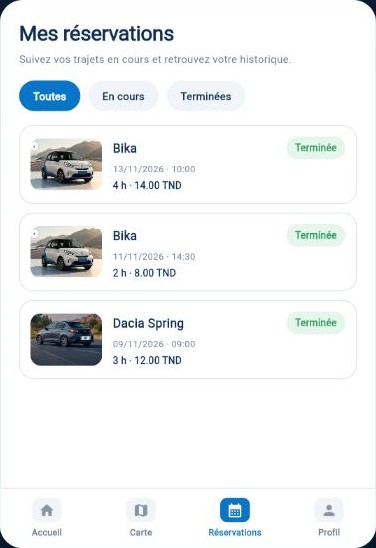 Mes réservations
Suivez vos trajets en cours et retrouvez votre historique.
Toutes
En cours
Terminées
Bika
Terminée
13/11/2026 · 10:00
4 h · 14.00 TND
Bika
Terminée
11/11/2026 · 14:30
2 h · 8.00 TND
Dacia Spring
Terminée
09/11/2026 · 09:00
3 h · 12.00 TND
Accueil
Carte
Réservations
Profil